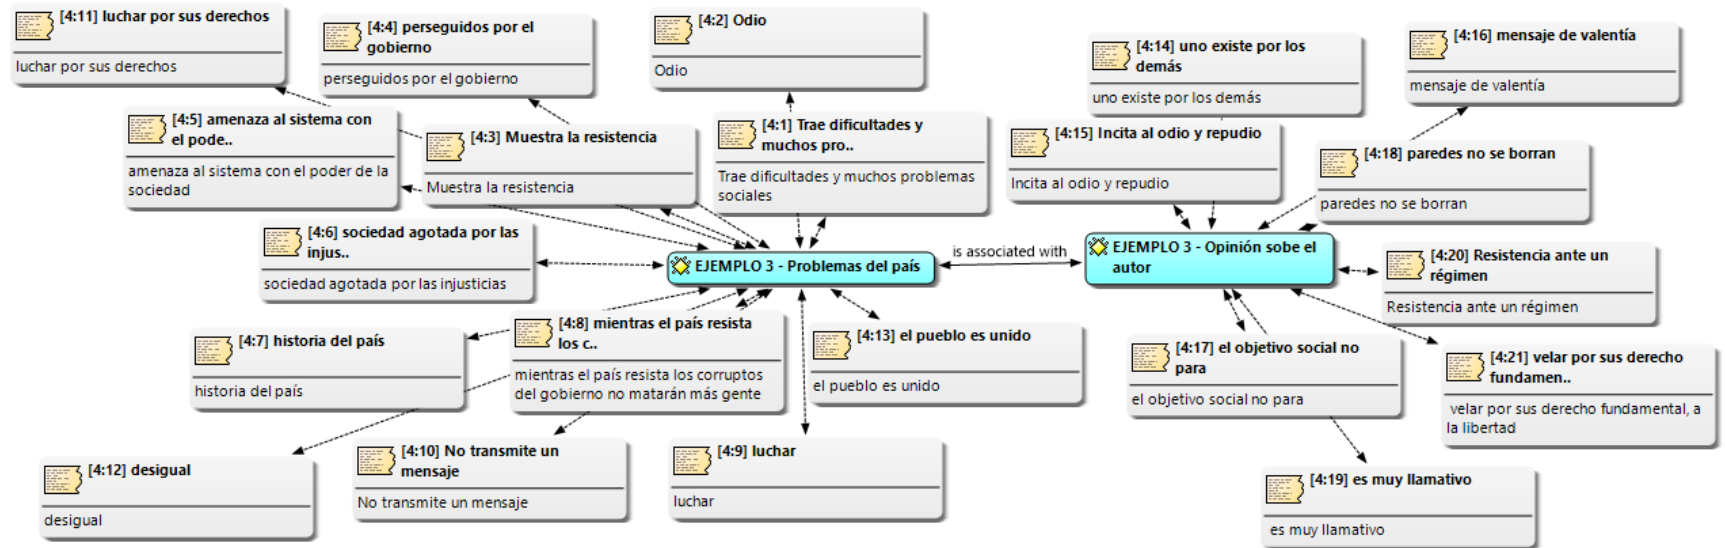 [4:11] luchar por sus derechos
luchar por sus derechos
[4:4] perseguidos por el
gobierno
perseguidos por el gobierno
[4:2] Odio
Odio
[4:14] uno existe por los
demás
uno existe por los demás
[4:16] mensaje de valentía
mensaje de valentía
[4:5] amenaza al sistema con
el pode..
amenaza al sistema con el poder de la
sociedad
[4:3] Muestra la resistencia
Muestra la resistencia
[4:1] Trae dificultades y
muchos pro..
Trae dificultades y muchos problemas
sociales
[4:15] Incita al odio y repudio
Incita al odio y repudio
[4:18] paredes no se borran
paredes no se borran
[4:6] sociedad agotada por las
injus..
sociedad agotada por las injusticias
EJEMPLO 3 - Problemas del país
is associated with
EJEMPLO 3 - Opinión sobe el
autor
[4:20] Resistencia ante un
régimen
Resistencia ante un régimen
[4:7] historia del país
historia del país
[4:8] mientras el país resista
los c..
mientras el país resista los corruptos
del gobierno no matarán más gente
[4:13] el pueblo es unido
el pueblo es unido
[4:17] el objetivo social no
para
el objetivo social no para
[4:21] velar por sus derecho
fundamen..
velar por sus derecho fundamental, a
la libertad
[4:12] desigual
desigual
[4:10] No transmite un
mensaje
No transmite un mensaje
[4:9] luchar
luchar
[4:19] es muy llamativo
es muy llamativo